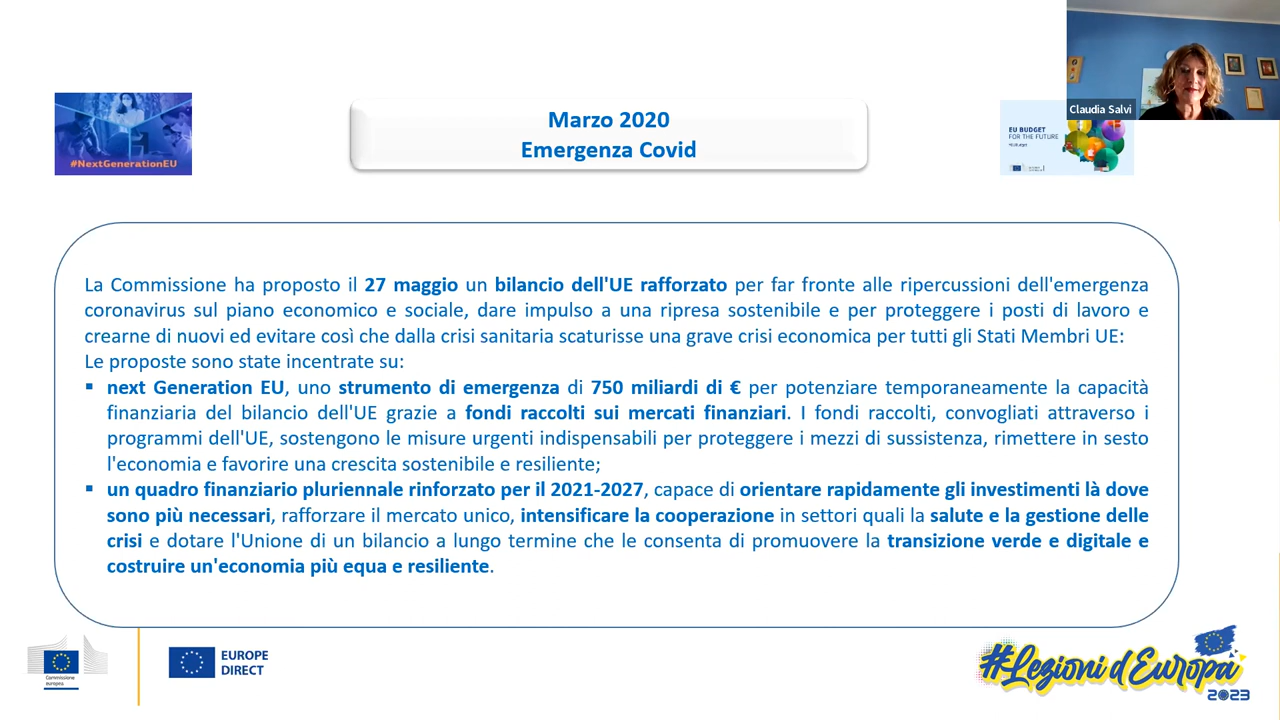 Claudia Salvi
#NextGenerationEU
Marzo 2020
Emergenza Covid
EU BUDGET
FOR THE FUTURE
La Commissione ha proposto il 27 maggio un bilancio dell'UE rafforzato per far fronte alle ripercussioni dell'emergenza
coronavirus sul piano economico e sociale, dare impulso a una ripresa sostenibile e per proteggere i posti di lavoro e
crearne di nuovi ed evitare così che dalla crisi sanitaria scaturisse una grave crisi economica per tutti gli Stati Membri UE:
Le proposte sono state incentrate su:
▪ next Generation EU, uno strumento di emergenza di 750 miliardi di € per potenziare temporaneamente la capacità
finanziaria del bilancio dell'UE grazie a fondi raccolti sui mercati finanziari. I fondi raccolti, convogliati attraverso i
programmi dell'UE, sostengono le misure urgenti indispensabili per proteggere i mezzi di sussistenza, rimettere in sesto
l'economia e favorire una crescita sostenibile e resiliente;
▪ un quadro finanziario pluriennale rinforzato per il 2021-2027, capace di orientare rapidamente gli investimenti là dove
sono più necessari, rafforzare il mercato unico, intensificare la cooperazione in settori quali la salute e la gestione delle
crisi e dotare l'Unione di un bilancio a lungo termine che le consenta di promuovere la transizione verde e digitale e
costruire un'economia più equa e resiliente.
Commissione
europea
EUROPE
DIRECT
#Lezioni d'Europa
2023